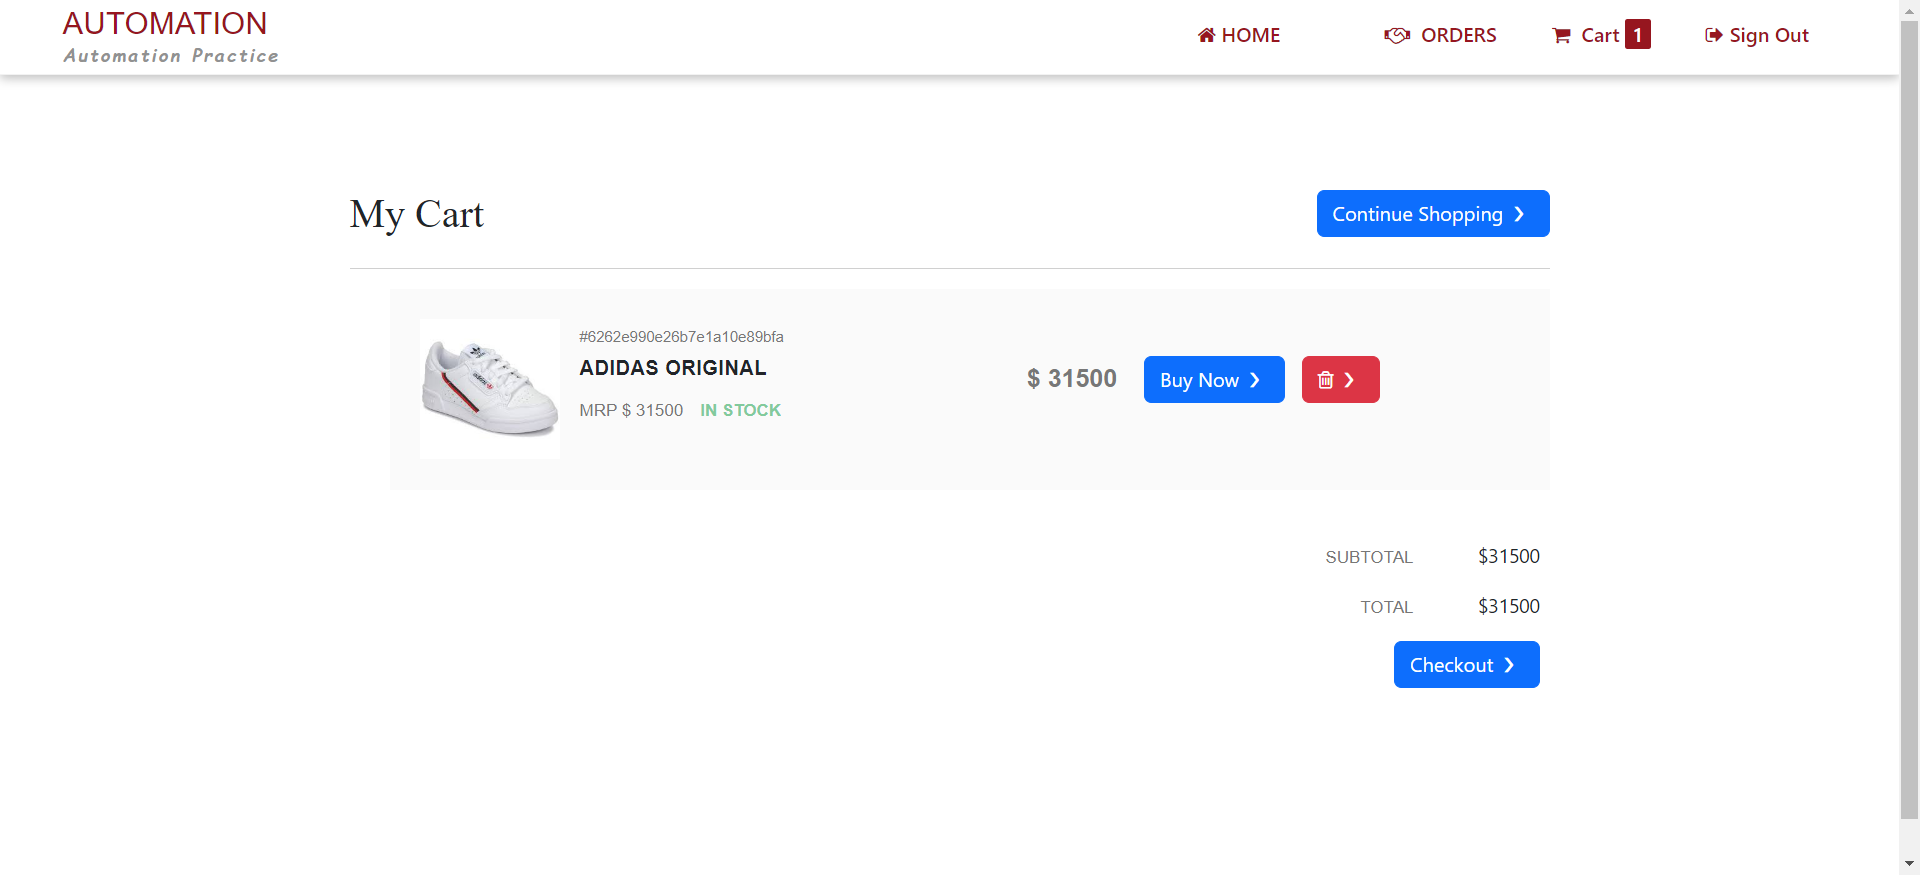 AUTOMATION
Automation Practice
HOME
ORDERS
Cart 1
Sign Out
My Cart
Continue Shopping
#6262e990e26b7e1a10e89bfa
ADIDAS ORIGINAL
MRP $ 31500 IN STOCK
$ 31500
Buy Now
SUBTOTAL $31500
TOTAL $31500
Checkout